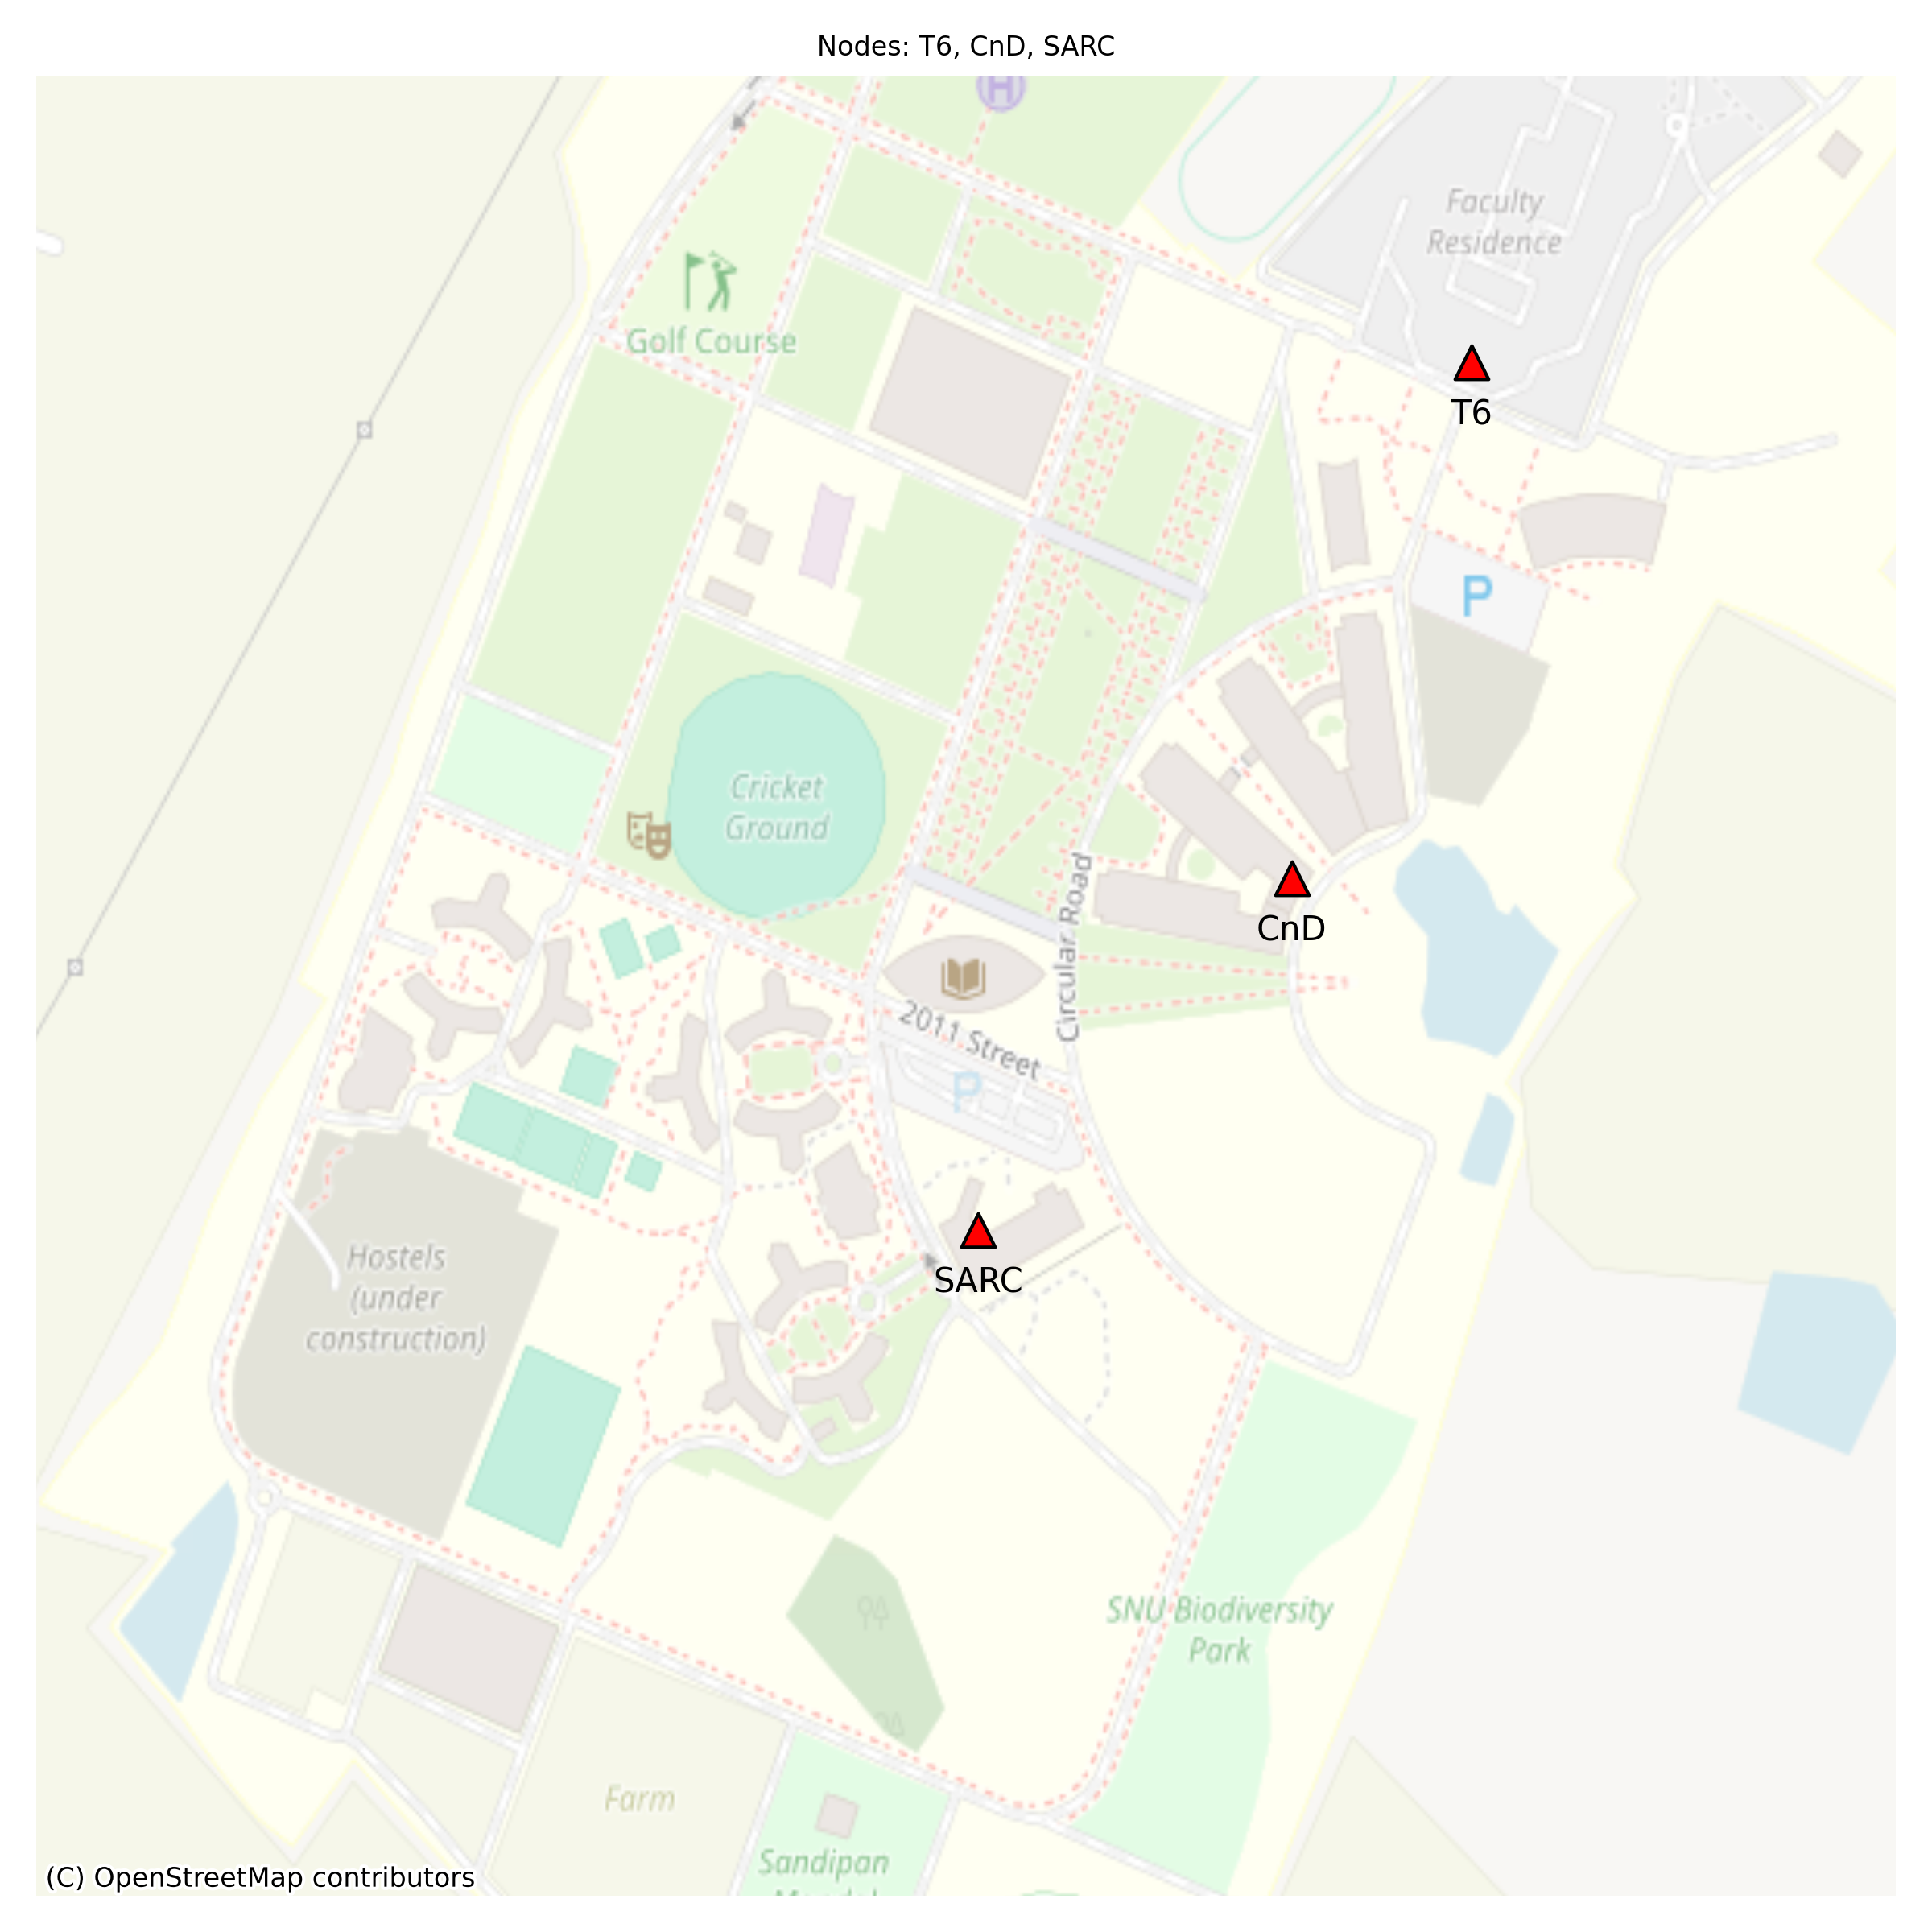 Nodes: T6, CnD, SARC
H
Faculty
Residence
Golf Course
T6
P
Cricket
Ground
Circular Road
CnD
2011 Street
P
SARC
Hostels
(under
construction)
SNU Biodiversity
Park
Farm
Sandipan
(C) OpenStreetMap contributors